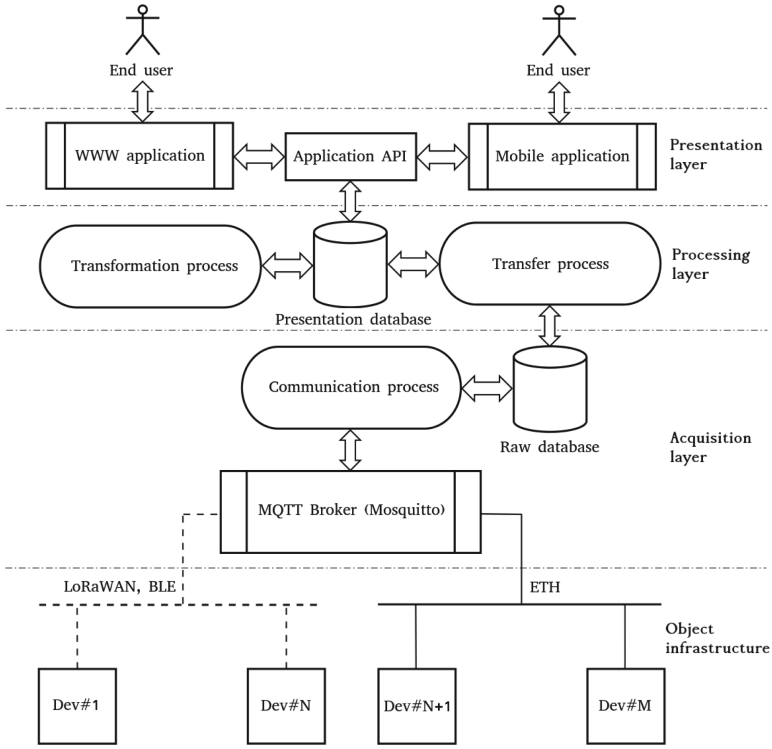 End user
End user
WWW application
Application API
Mobile application
Presentation
layer
Transformation process
Transfer process
Processing
layer
Presentation database
Communication process
Raw database
Acquisition
layer
MQTT Broker (Mosquitto)
LoRaWAN, BLE
ETH
Object
infrastructure
Dev#1
Dev#N
Dev#N+1
Dev#M